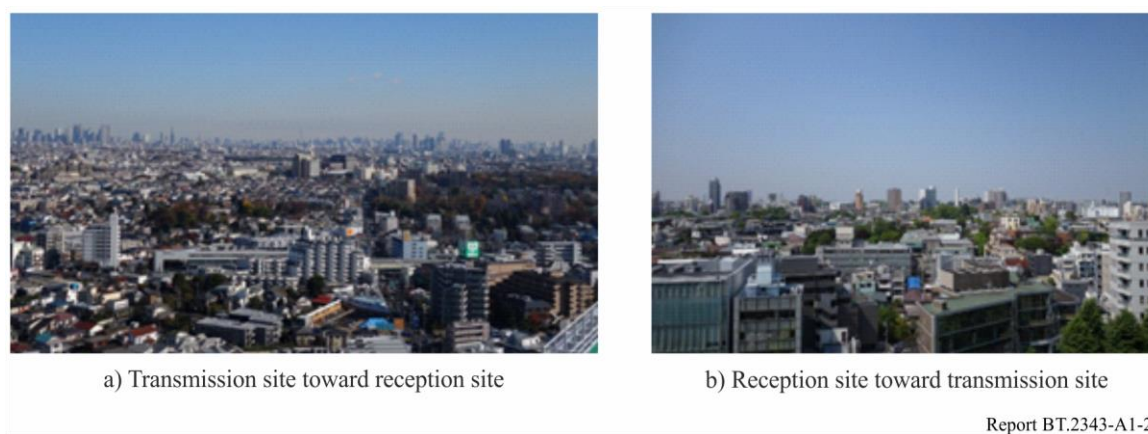 a) Transmission site toward reception site
b) Reception site toward transmission site
Report BT.2343-A1-2